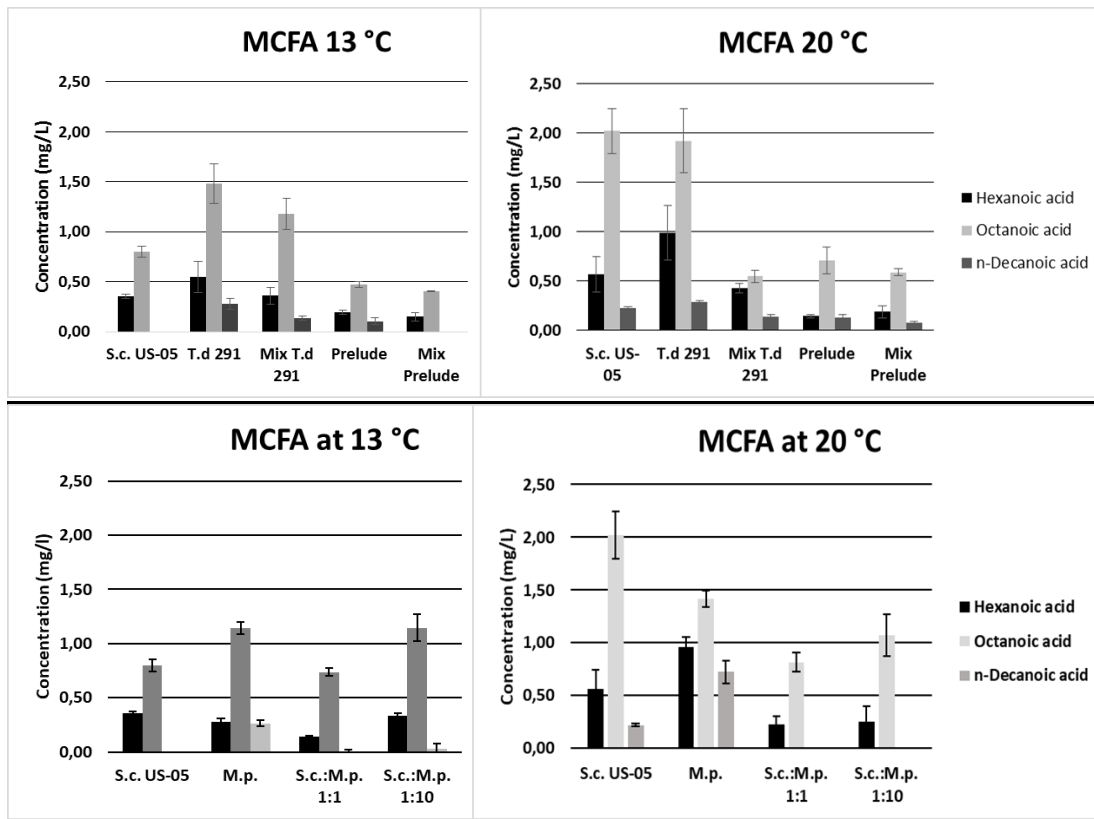 MCFA 13 °C
Concentration (mg/L)
2,50
2,00
1,50
1,00
0,50
0,00
S.c. US-05
T.d 291
Mix T.d
291
Prelude
Mix
Prelude
MCFA 20 °C
Concentration (mg/L)
2,50
2,00
1,50
1,00
0,50
0,00
S.c. US-
05
T.d 291
Mix T.d
291
Prelude
Mix
Prelude
Hexanoic acid
Octanoic acid
n-Decanoic acid
MCFA at 13 °C
Concentration (mg/l)
2,50
2,00
1,50
1,00
0,50
0,00
S.c. US-05
M.p.
S.c.:M.p.
1:1
S.c.:M.p.
1:10
MCFA at 20 °C
Concentration (mg/L)
2,50
2,00
1,50
1,00
0,50
0,00
S.c. US-05
M.p.
S.c.:M.p.
1:1
S.c.:M.p.
1:10
Hexanoic acid
Octanoic acid
n-Decanoic acid